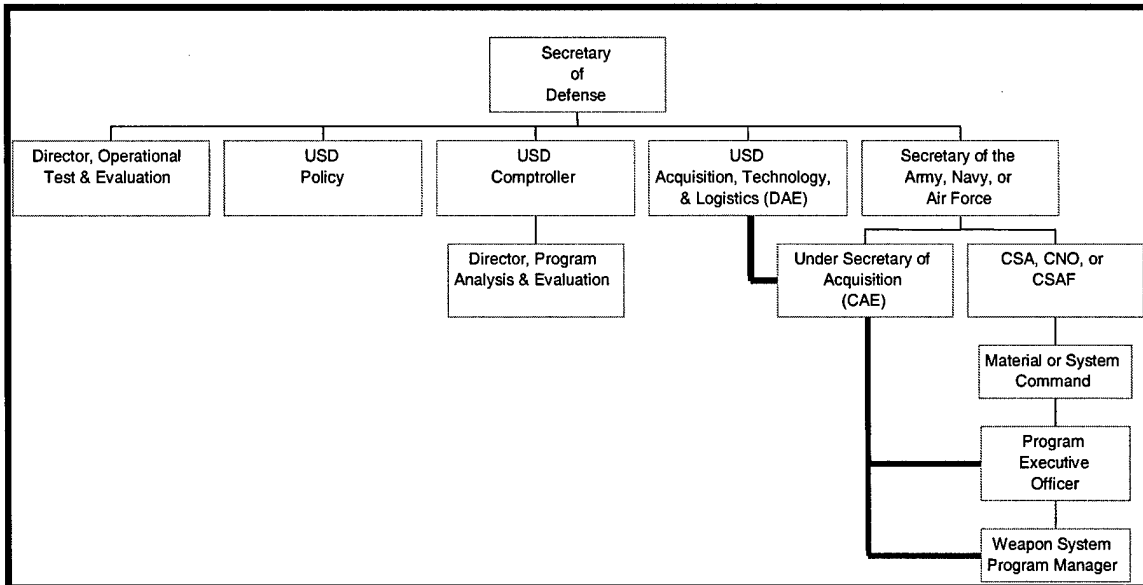 Secretary
of
Defense
Director, Operational
Test & Evaluation
USD
Policy
USD
Comptroller
USD
Acquisition, Technology,
& Logistics (DAE)
Secretary of the
Army, Navy, or
Air Force
Director, Program
Analysis & Evaluation
Under Secretary of
Acquisition
(CAE)
CSA, CNO, or
CSAF
Material or System
Command
Program
Executive
Officer
Weapon System
Program Manager